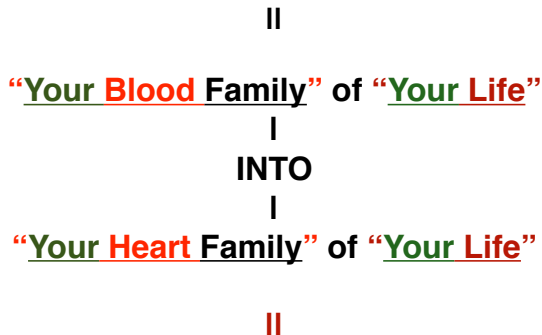 II
“Your Blood Family” of “Your Life”
I
INTO
I
“Your Heart Family” of “Your Life”
II